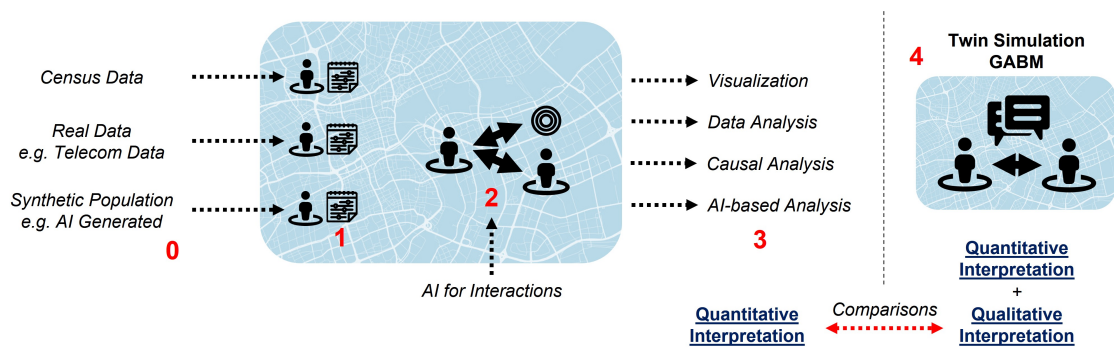 Census Data
Real Data
e.g. Telecom Data
Synthetic Population
e.g. AI Generated
0
1
2
AI for Interactions
Visualization
Data Analysis
Causal Analysis
AI-based Analysis
3
Quantitative
Interpretation
Comparisons
4
Twin Simulation
GABM
Quantitative
Interpretation
+
Qualitative
Interpretation